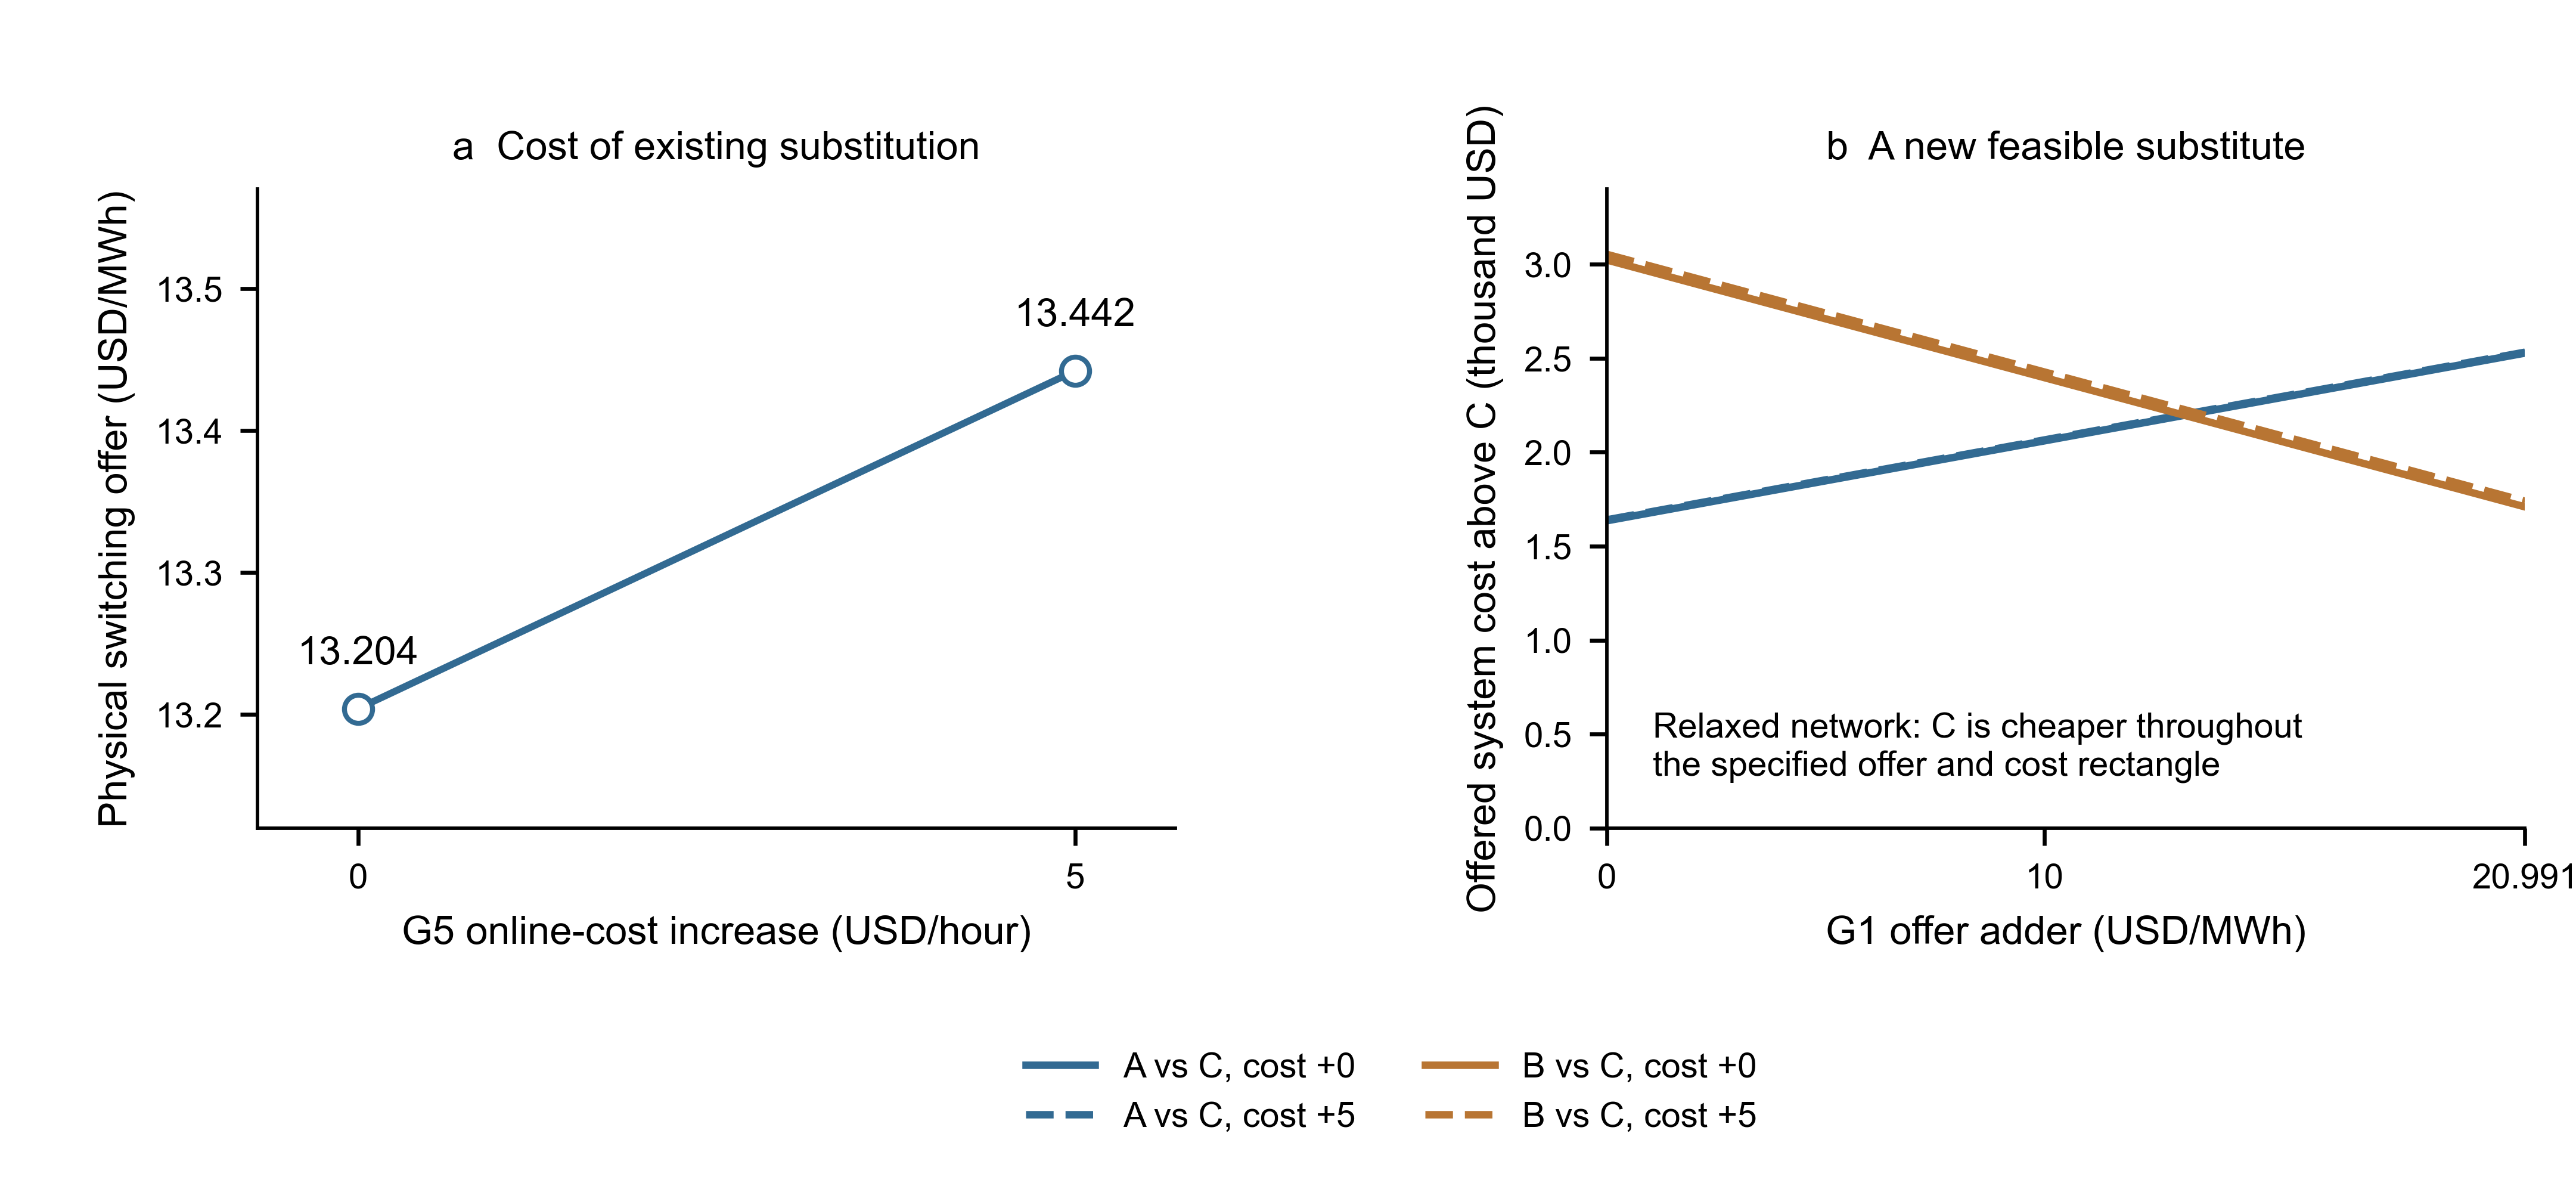 a Cost of existing substitution
Physical switching offer (USD/MWh)
13.5
13.4
13.3
13.2
13.204
13.442
0
5
G5 online-cost increase (USD/hour)
b A new feasible substitute
Offered system cost above C (thousand USD)
3.0
2.5
2.0
1.5
1.0
0.5
0.0
Relaxed network: C is cheaper throughout
the specified offer and cost rectangle
0
10
20.991
G1 offer adder (USD/MWh)
A vs C, cost +0
A vs C, cost +5
B vs C, cost +0
B vs C, cost +5